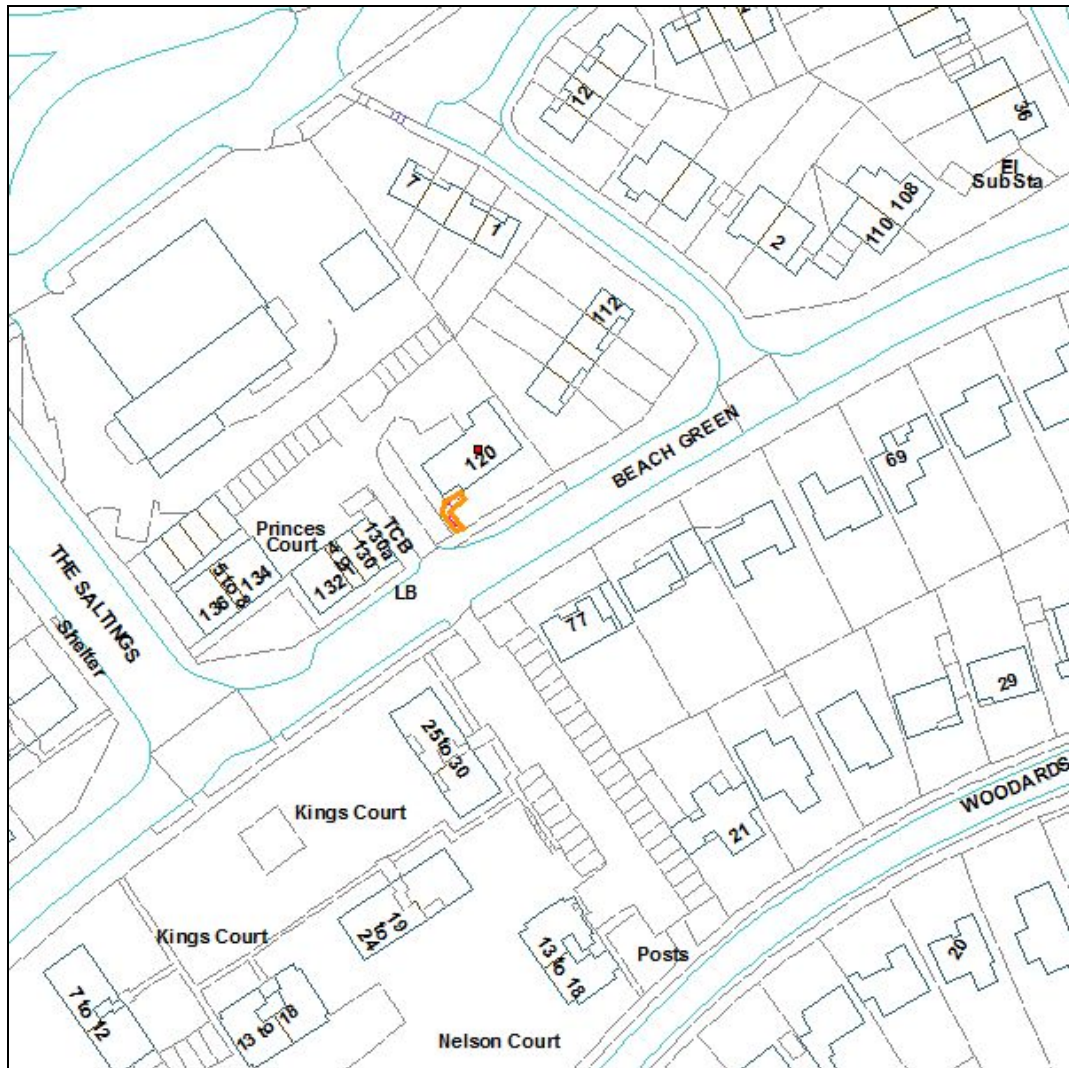 12
36
El
Sub Sta
7
1
108
110
2
112
BEACH GREEN
69
120
TCB
130a
130
132
Princes
Court
134
5 to 8
136
LB
THE SALTINGS
Shelter
77
29
25 to 30
WOODARDS
Kings Court
21
19
to
24
Kings Court
13 to 18
Posts
20
7 to 12
13 to 18
Nelson Court